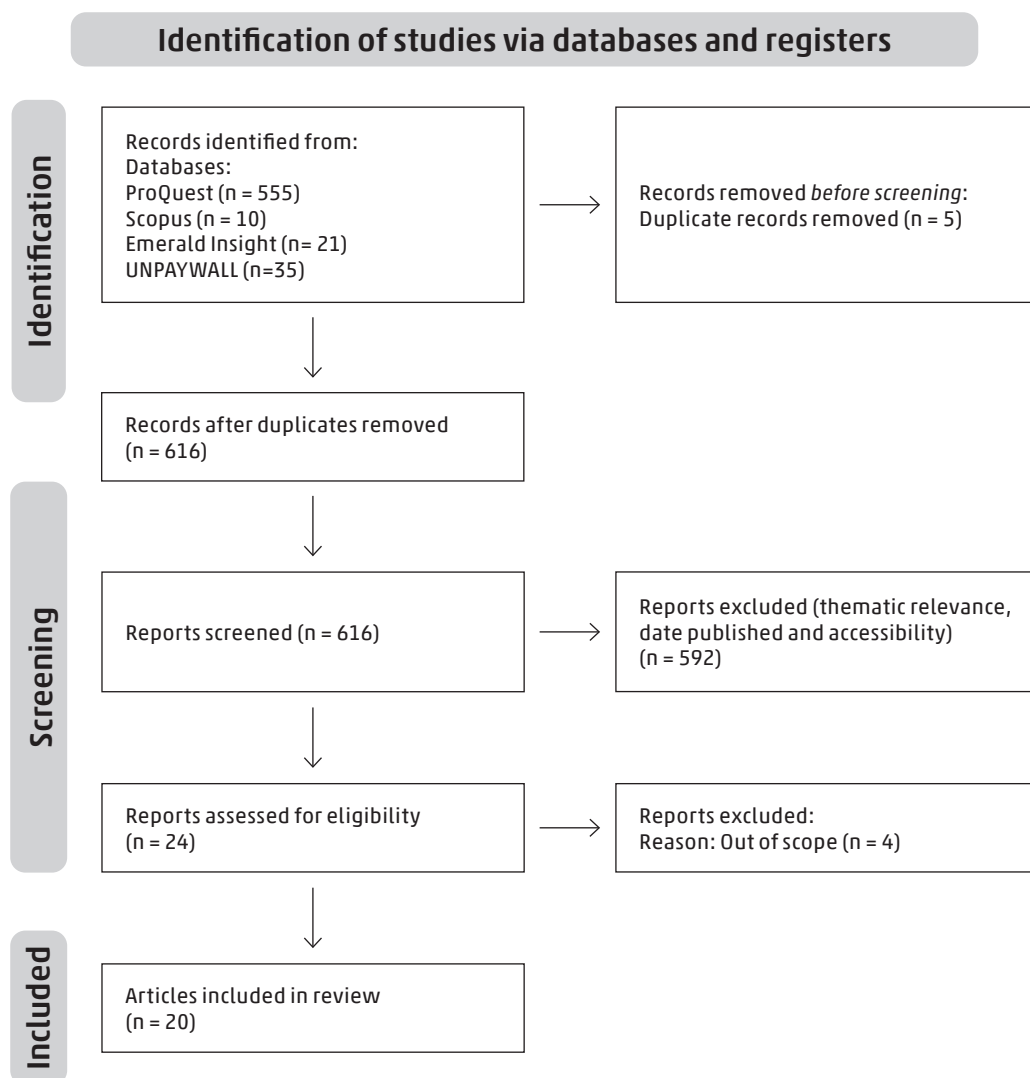 Identification of studies via databases and registers
Identification
Records identified from:
Databases:
ProQuest (n = 555)
Scopus (n = 10)
Emerald Insight (n= 21)
UNPAYWALL (n=35)
Records removed before screening:
Duplicate records removed (n = 5)
Records after duplicates removed
(n = 616)
Screening
Reports screened (n = 616)
Reports excluded (thematic relevance,
date published and accessibility)
(n = 592)
Reports assessed for eligibility
(n = 24)
Reports excluded:
Reason: Out of scope (n = 4)
Included
Articles included in review
(n = 20)